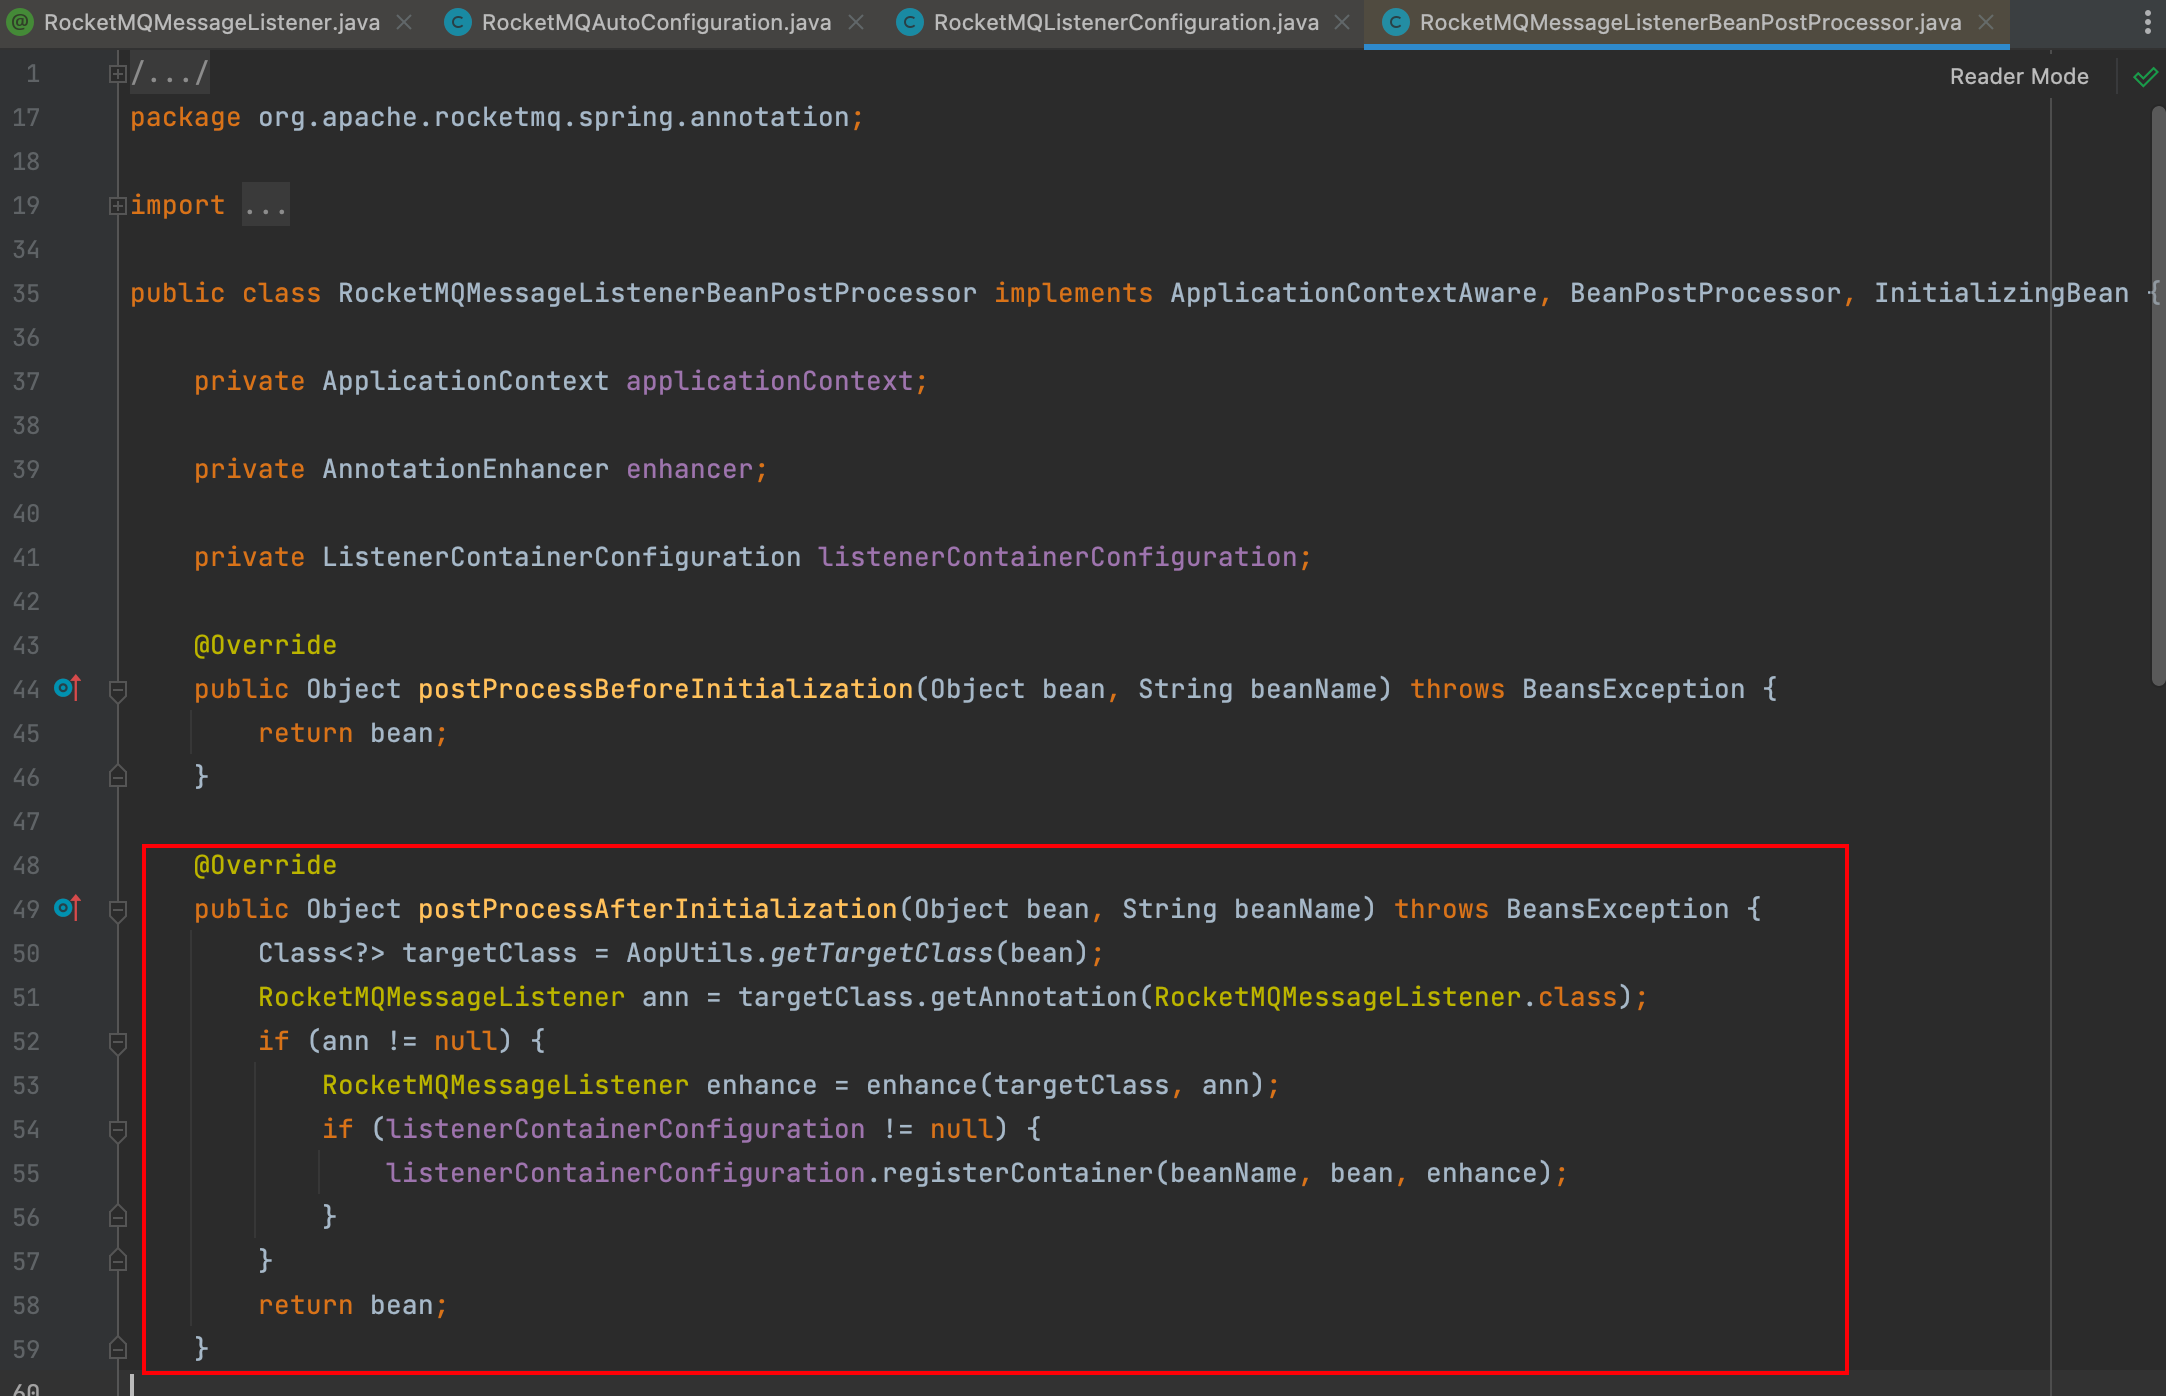 RocketMQMessageListener.java RocketMQAutoConfiguration.java RocketMQListenerConfiguration.java RocketMQMessageListenerBeanPostProcessor.java
Reader Mode
1 /.../
17 package org.apache.rocketmq.spring.annotation;
18
19 import ...
34
35 public class RocketMQMessageListenerBeanPostProcessor implements ApplicationContextAware, BeanPostProcessor, InitializingBean {
36
37 private ApplicationContext applicationContext;
38
39 private AnnotationEnhancer enhancer;
40
41 private ListenerContainerConfiguration listenerContainerConfiguration;
42
43 @Override
44 public Object postProcessBeforeInitialization(Object bean, String beanName) throws BeansException {
45 return bean;
46 }
47
48 @Override
49 public Object postProcessAfterInitialization(Object bean, String beanName) throws BeansException {
50 Class<?> targetClass = AopUtils.getTargetClass(bean);
51 RocketMQMessageListener ann = targetClass.getAnnotation(RocketMQMessageListener.class);
52 if (ann != null) {
53 RocketMQMessageListener enhance = enhance(targetClass, ann);
54 if (listenerContainerConfiguration != null) {
55 listenerContainerConfiguration.registerContainer(beanName, bean, enhance);
56 }
57 }
58 return bean;
59 }
60